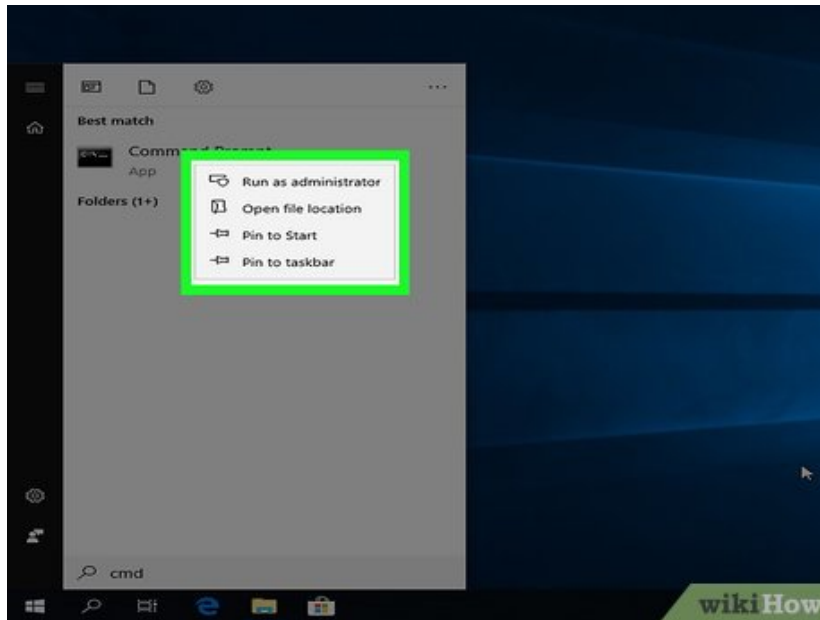 ...
Best match
Command Prompt
App
Folders (1+)
Run as administrator
Open file location
Pin to Start
Pin to taskbar
cmd
wikiHow